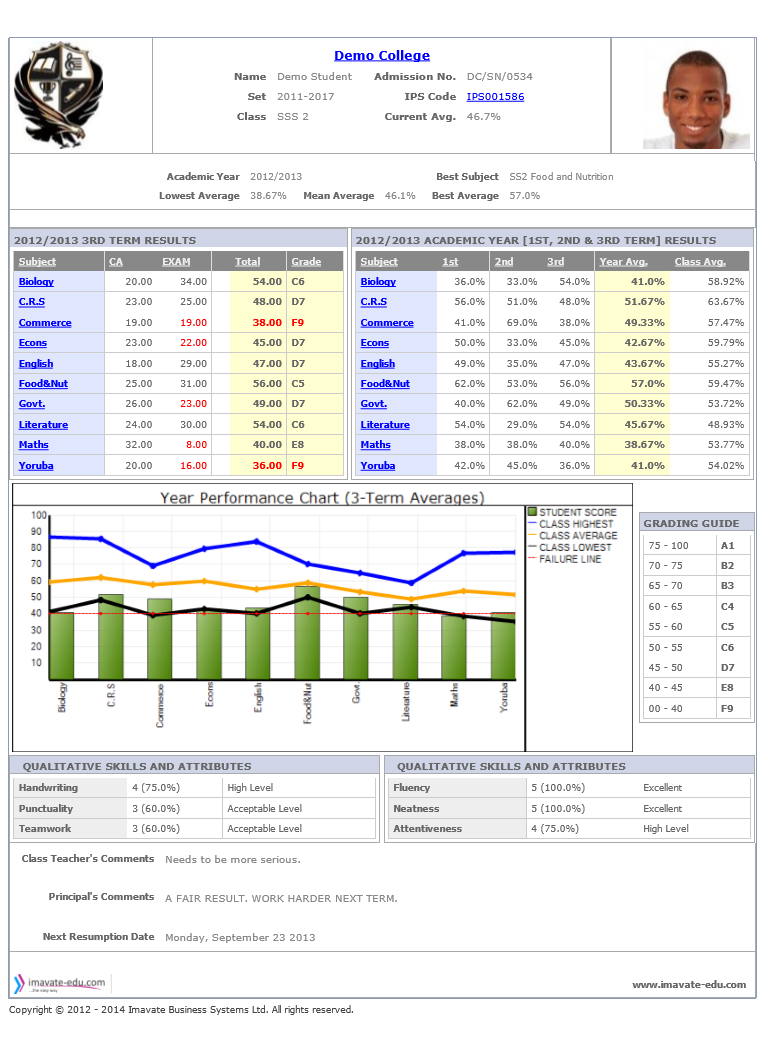 Demo College
Name Demo Student Admission No. DC/SN/0534
Set 2011-2017 IPS Code IPS001586
Class SSS 2 Current Avg. 46.7%
Academic Year 2012/2013 Best Subject SS2 Food and Nutrition
Lowest Average 38.67% Mean Average 46.1% Best Average 57.0%
2012/2013 3RD TERM RESULTS
Subject CA EXAM Total Grade
Biology 20.00 34.00 54.00 C6
C.R.S 23.00 25.00 48.00 D7
Commerce 19.00 19.00 38.00 F9
Econs 23.00 22.00 45.00 D7
English 18.00 29.00 47.00 D7
Food&Nut 25.00 31.00 56.00 C5
Govt. 26.00 23.00 49.00 D7
Literature 24.00 30.00 54.00 C6
Maths 32.00 8.00 40.00 E8
Yoruba 20.00 16.00 36.00 F9
2012/2013 ACADEMIC YEAR [1ST, 2ND & 3RD TERM] RESULTS
Subject 1st 2nd 3rd Year Avg. Class Avg.
Biology 36.0% 33.0% 54.0% 41.0% 58.92%
C.R.S 56.0% 51.0% 48.0% 51.67% 63.67%
Commerce 41.0% 69.0% 38.0% 49.33% 57.47%
Econs 50.0% 33.0% 45.0% 42.67% 59.79%
English 49.0% 35.0% 47.0% 43.67% 55.27%
Food&Nut 62.0% 53.0% 56.0% 57.0% 59.47%
Govt. 40.0% 62.0% 49.0% 50.33% 53.72%
Literature 54.0% 29.0% 54.0% 45.67% 48.93%
Maths 38.0% 38.0% 40.0% 38.67% 53.77%
Yoruba 42.0% 45.0% 36.0% 41.0% 54.02%
Year Performance Chart (3-Term Averages)
100
90
80
70
60
50
40
30
20
10
Biology
C.R.S
Commerce
Econs
English
Food&Nut
Govt.
Literature
Maths
Yoruba
STUDENT SCORE
CLASS HIGHEST
CLASS AVERAGE
CLASS LOWEST
FAILURE LINE
GRADING GUIDE
75 - 100 A1
70 - 75 B2
65 - 70 B3
60 - 65 C4
55 - 60 C5
50 - 55 C6
45 - 50 D7
40 - 45 E8
00 - 40 F9
QUALITATIVE SKILLS AND ATTRIBUTES
Handwriting 4 (75.0%) High Level
Punctuality 3 (60.0%) Acceptable Level
Teamwork 3 (60.0%) Acceptable Level
QUALITATIVE SKILLS AND ATTRIBUTES
Fluency 5 (100.0%) Excellent
Neatness 5 (100.0%) Excellent
Attentiveness 4 (75.0%) High Level
Class Teacher's Comments Needs to be more serious.
Principal's Comments A FAIR RESULT. WORK HARDER NEXT TERM.
Next Resumption Date Monday, September 23 2013
imavate-edu.com
...the easy way
www.imavate-edu.com
Copyright © 2012 - 2014 Imavate Business Systems Ltd. All rights reserved.